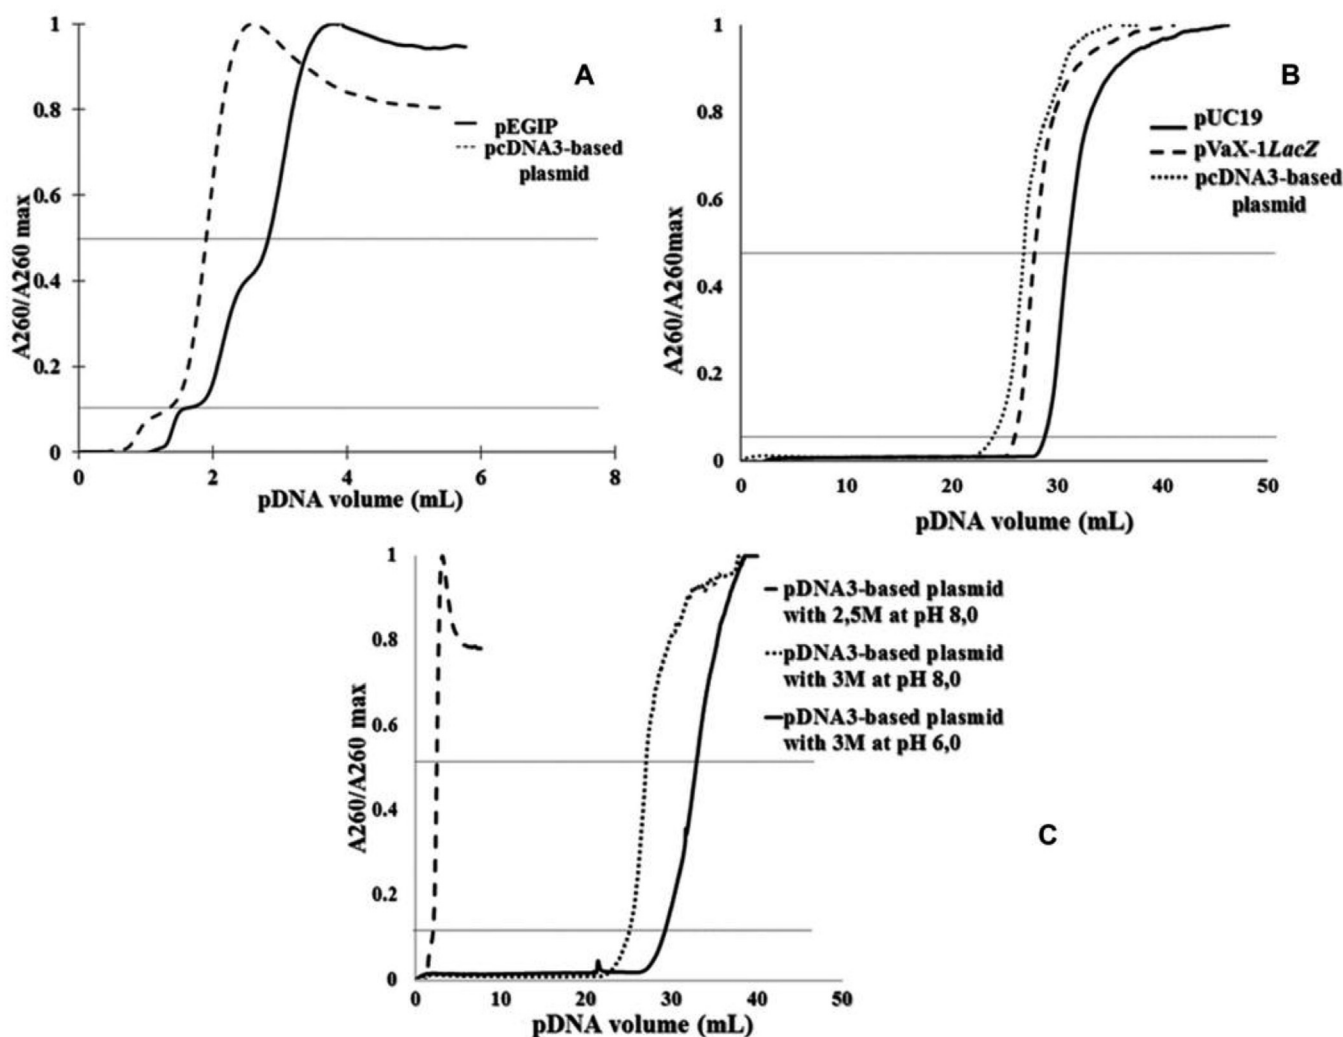 A
1
0.8
0.6
0.4
0.2
0
A260/A260 max
0 2 4 6 8
pDNA volume (mL)
pEGIP
pcDNA3-based
plasmid
B
1
0.8
0.6
0.4
0.2
0
A260/A260max
0 10 20 30 40 50
pDNA volume (mL)
pUC19
pVaX-1LacZ
pcDNA3-based
plasmid
C
1
0.8
0.6
0.4
0.2
0
A260/A260 max
0 10 20 30 40 50
pDNA volume (mL)
pDNA3-based plasmid
with 2,5M at pH 8,0
pDNA3-based plasmid
with 3M at pH 8,0
pDNA3-based plasmid
with 3M at pH 6,0